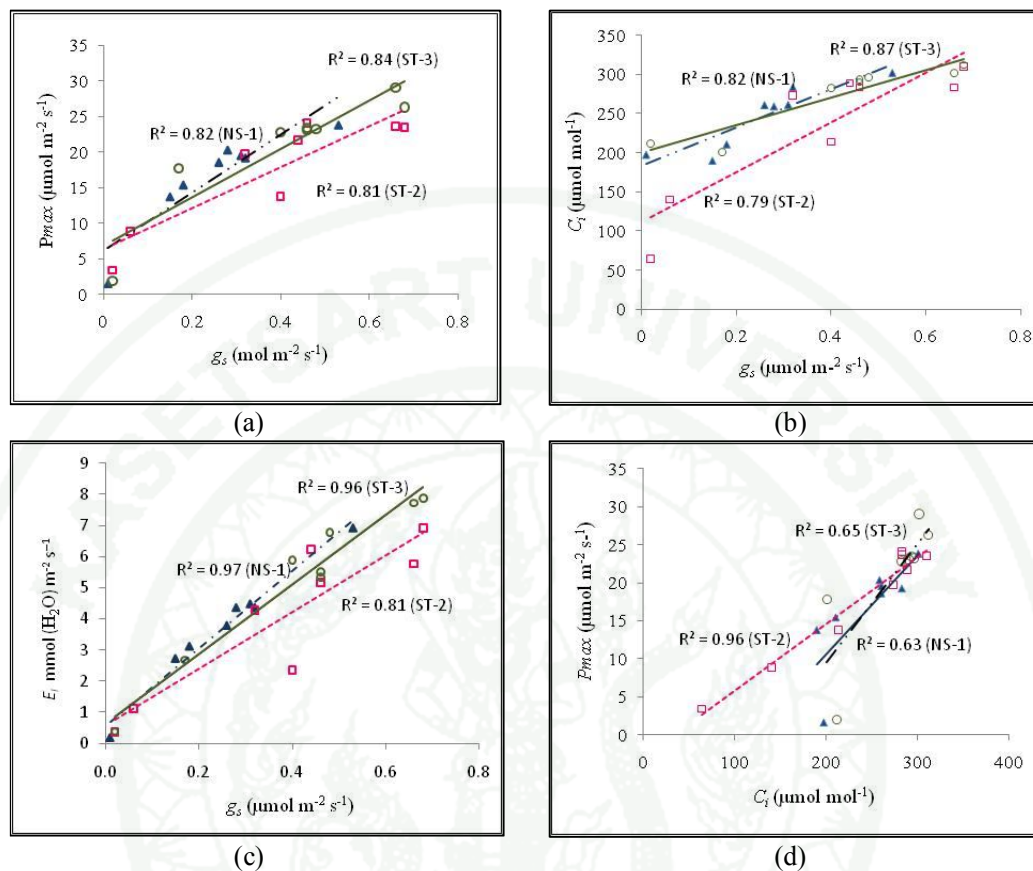 R² = 0.84 (ST-3)
R² = 0.82 (NS-1)
R² = 0.81 (ST-2)
Pmax (µmol m-2 s-1)
35
30
25
20
15
10
5
0
0 0.2 0.4 0.6 0.8
gs (mol m-2 s-1)
(a)
R² = 0.87 (ST-3)
R² = 0.82 (NS-1)
R² = 0.79 (ST-2)
Ci (µmol mol-1)
400
350
300
250
200
150
100
50
0
0 0.2 0.4 0.6 0.8
gs (µmol m-2 s-1)
(b)
R² = 0.96 (ST-3)
R² = 0.97 (NS-1)
R² = 0.81 (ST-2)
mmol (H2O) m-2 s-1
9
8
7
6
5
4
3
2
1
0
0.0 0.2 0.4 0.6 0.8
gs (µmol m-2 s-1)
(c)
R² = 0.65 (ST-3)
R² = 0.96 (ST-2)
R² = 0.63 (NS-1)
Pmax (µmol m-2 s-1)
35
30
25
20
15
10
5
0
0 100 200 300 400
Ci (µmol mol-1)
(d)
KASETSART UNIVERSITY